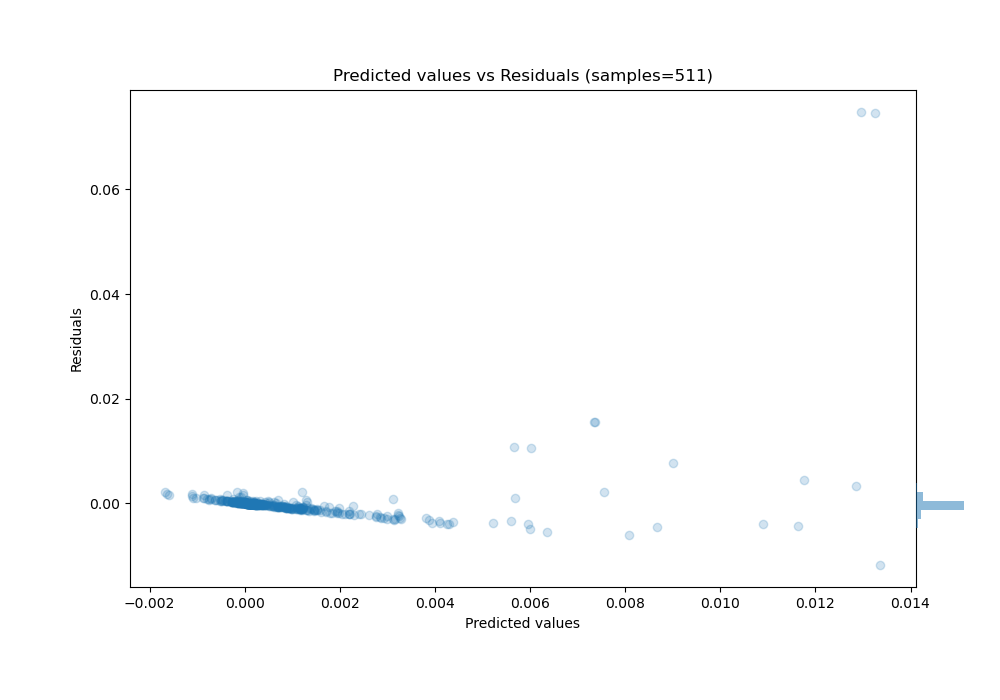 Predicted values vs Residuals (samples=511)
Residuals
0.06
0.04
0.02
0.00
−0.002 0.000 0.002 0.004 0.006 0.008 0.010 0.012 0.014
Predicted values